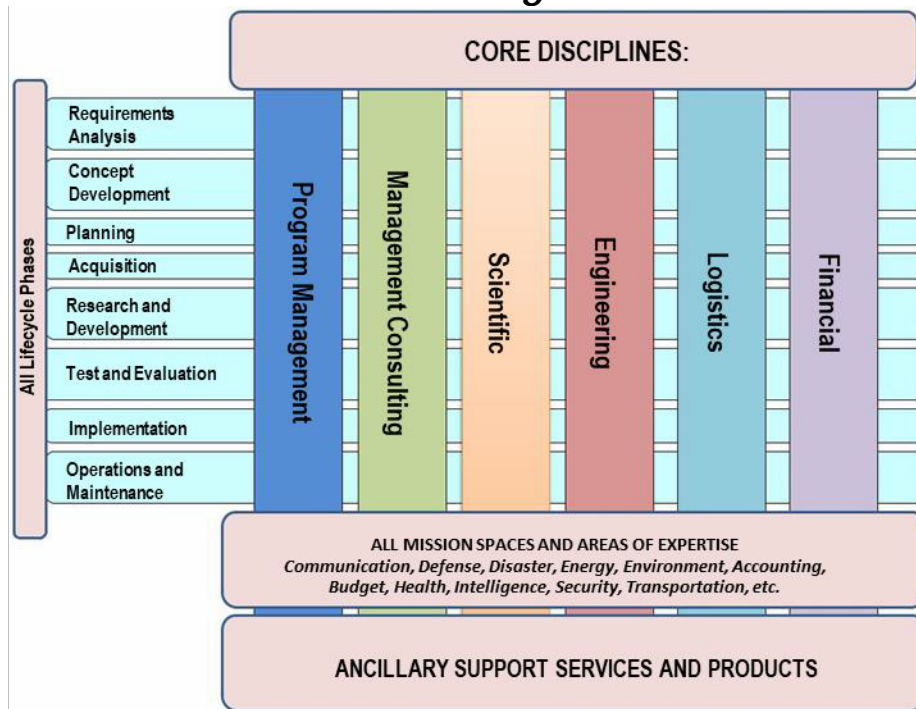 CORE DISCIPLINES:
All Lifecycle Phases
Requirements
Analysis
Concept
Development
Planning
Acquisition
Research and
Development
Test and Evaluation
Implementation
Operations and
Maintenance
Program Management
Management Consulting
Scientific
Engineering
Logistics
Financial
ALL MISSION SPACES AND AREAS OF EXPERTISE
Communication, Defense, Disaster, Energy, Environment, Accounting,
Budget, Health, Intelligence, Security, Transportation, etc.
ANCILLARY SUPPORT SERVICES AND PRODUCTS